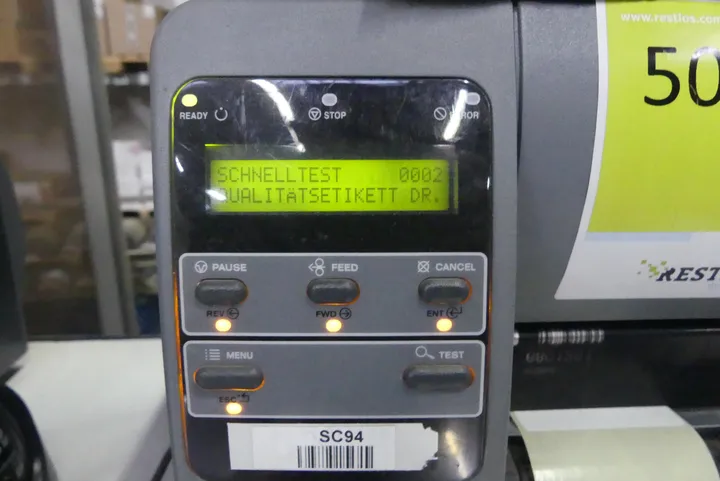 www.restlos.com
50
READY
STOP
ERROR
SCHNELLTEST 0002
QUALITÄTSETIKETT DR.
PAUSE
FEED
CANCEL
REV
FWD
ENT
MENU
TEST
ESC
SC94
REST